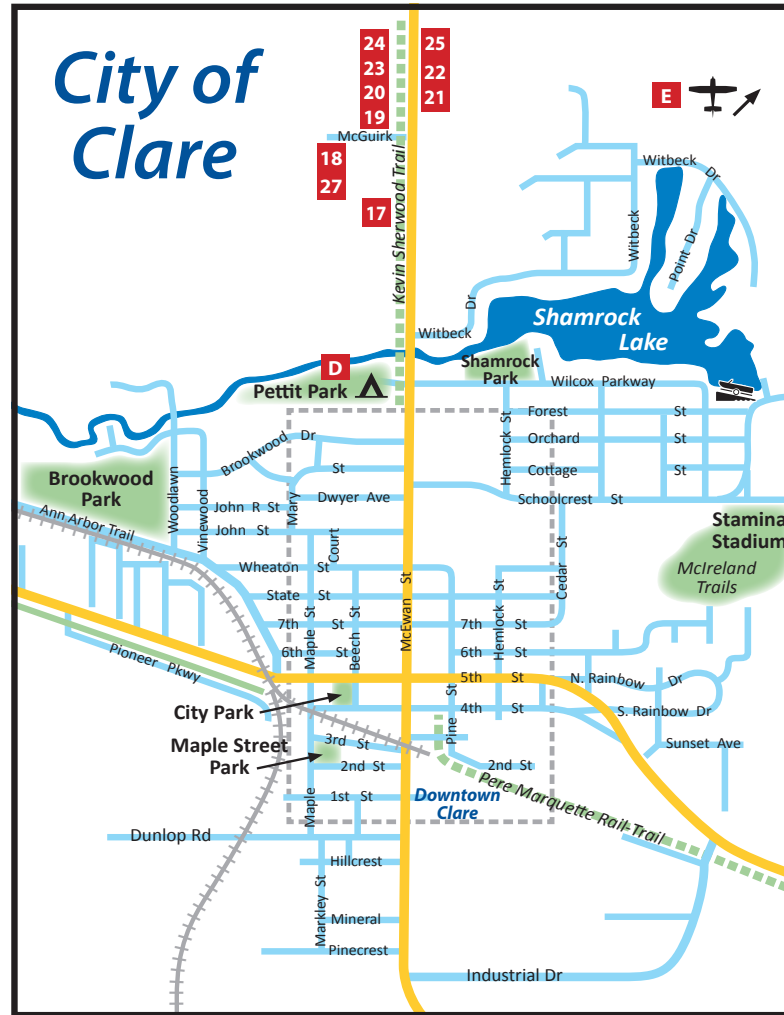 City of
Clare
24
23
20
19
25
22
21
E
McGuirk
18
27
17
Kevin Sherwood Trail
Witbeck Dr
Witbeck
Point Dr
Witbeck Dr
Shamrock
Lake
D
Pettit Park
Shamrock
Park
Wilcox Parkway
Forest St
Hemlock St
Orchard St
Cottage St
Schoolcrest St
Brookwood Dr
St
Brookwood
Park
Woodlawn
Vinewood
Mary
Dwyer Ave
John R St
John St
Court
Ann Arbor Trail
Stamina
Stadium
McIreland
Trails
Wheaton St
State St
Cedar St
McEwan St
Maple St
Beech St
Hemlock St
7th St
7th St
6th St
6th St
Pioneer Pkwy
5th St
N. Rainbow Dr
City Park
4th St
S. Rainbow Dr
Pine St
Maple Street
Park
3rd St
Sunset Ave
2nd St
2nd St
1st St
Maple
Downtown
Clare
Pere Marquette Rail-Trail
Dunlop Rd
Hillcrest
Markley St
Mineral
Pinecrest
Industrial Dr